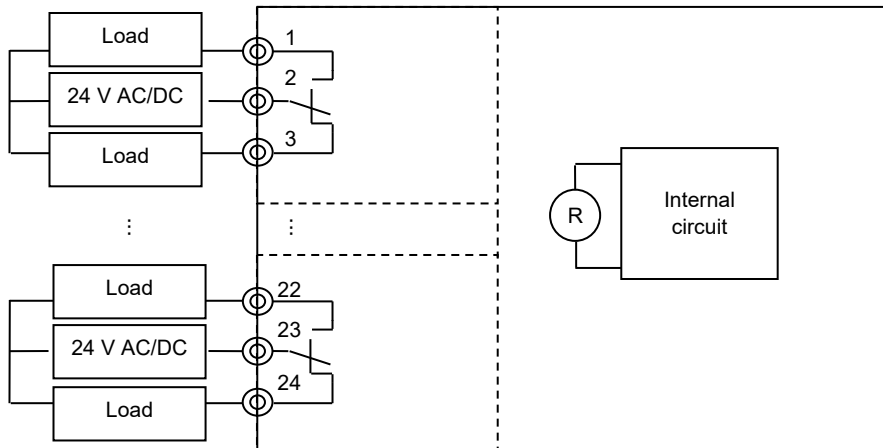 Load
1
24 V AC/DC
2
Load
3
⋮
⋮
R
Internal
circuit
Load
22
24 V AC/DC
23
Load
24